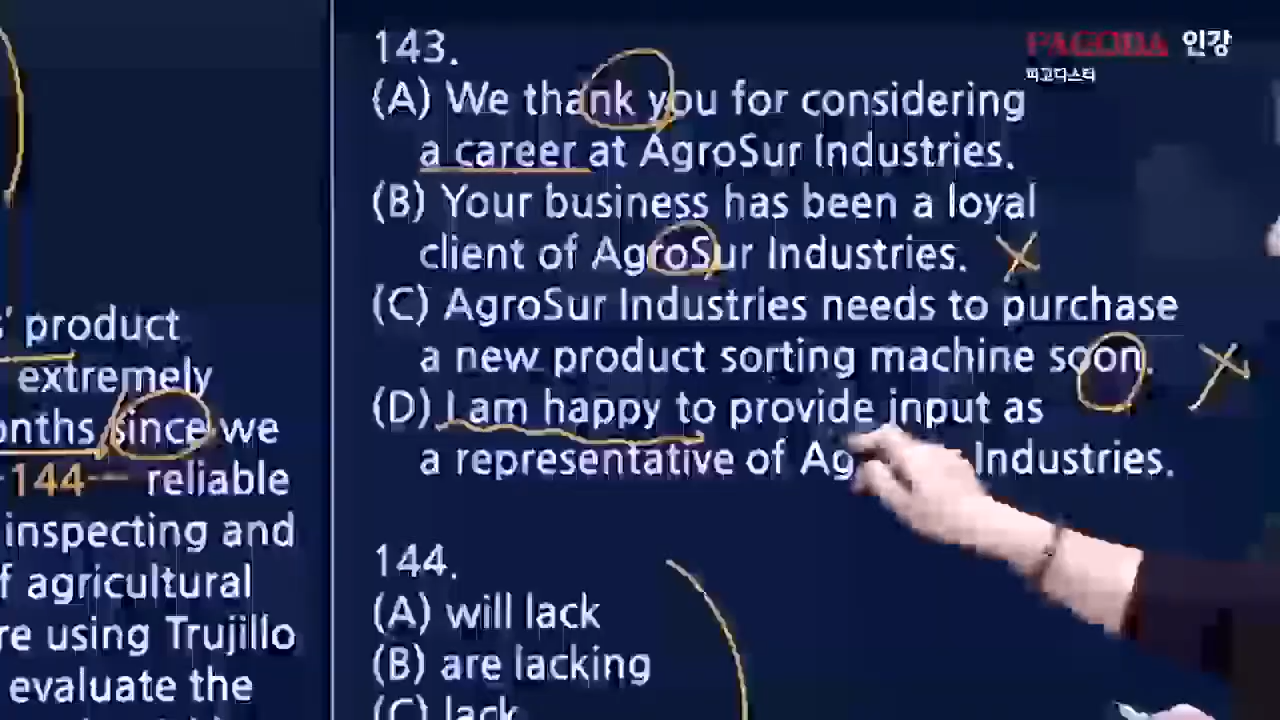 143.
(A) We thank you for considering
a career at AgroSur Industries.
(B) Your business has been a loyal
client of AgroSur Industries.
(C) AgroSur Industries needs to purchase
a new product sorting machine soon.
(D) I am happy to provide input as
a representative of Ag Industries.
144.
(A) will lack
(B) are lacking
(C) lack
product
extremely
since we
144 reliable
inspecting and
agricultural
using Trujillo
evaluate the
PAGODA 인강
파고다스타